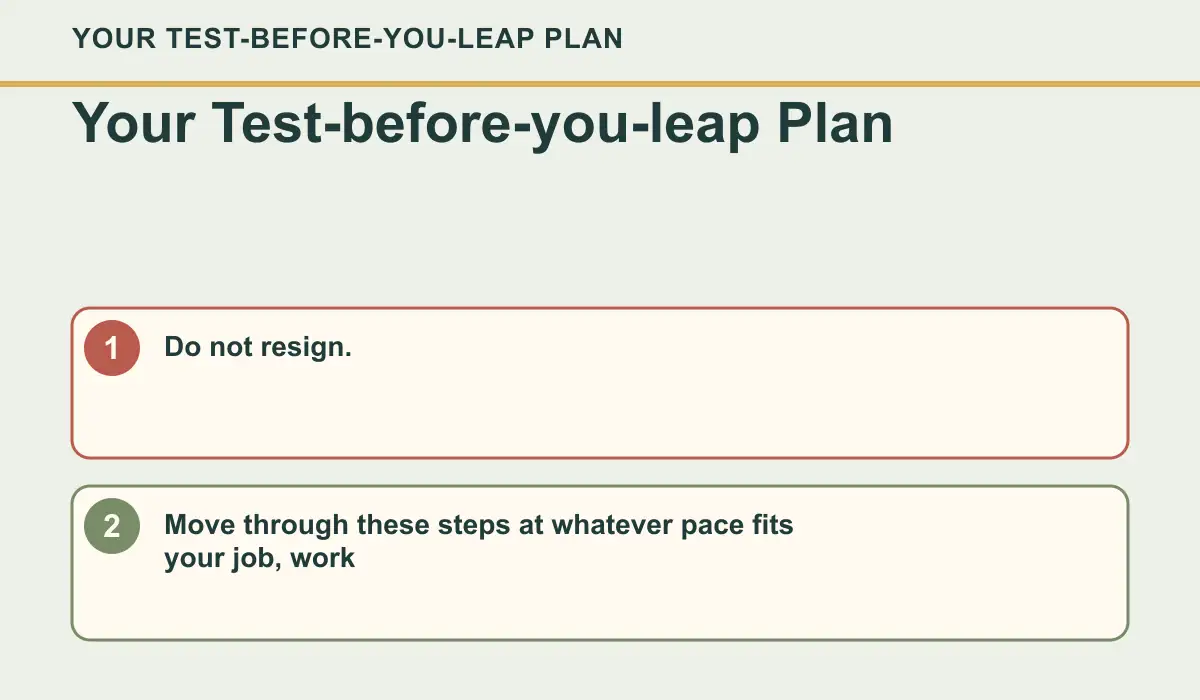 YOUR TEST-BEFORE-YOU-LEAP PLAN
Your Test-before-you-leap Plan
1
Do not resign.
2
Move through these steps at whatever pace fits
your job, work